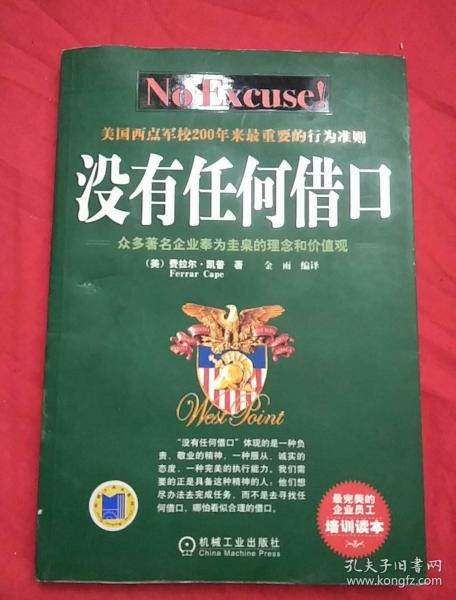 No Excuse!
美国西点军校200年来最重要的行为准则
没有任何借口
众多著名企业奉为圭臬的理念和价值观
（美）费拉尔·凯普 著 金雨 编译
Ferrar Cape
West Point
“没有任何借口”体现的是一种负
责、敬业的精神，一种服从、诚实的
态度，一种完美的执行能力。我们需
要的正是具备这种精神的人：他们想
尽办法去完成任务，而不是去寻找任
何借口，哪怕看似合理的借口。
最完美的
企业员工
培训读本
机械工业出版社
China Machine Press
孔夫子旧书网
www.kongfz.com